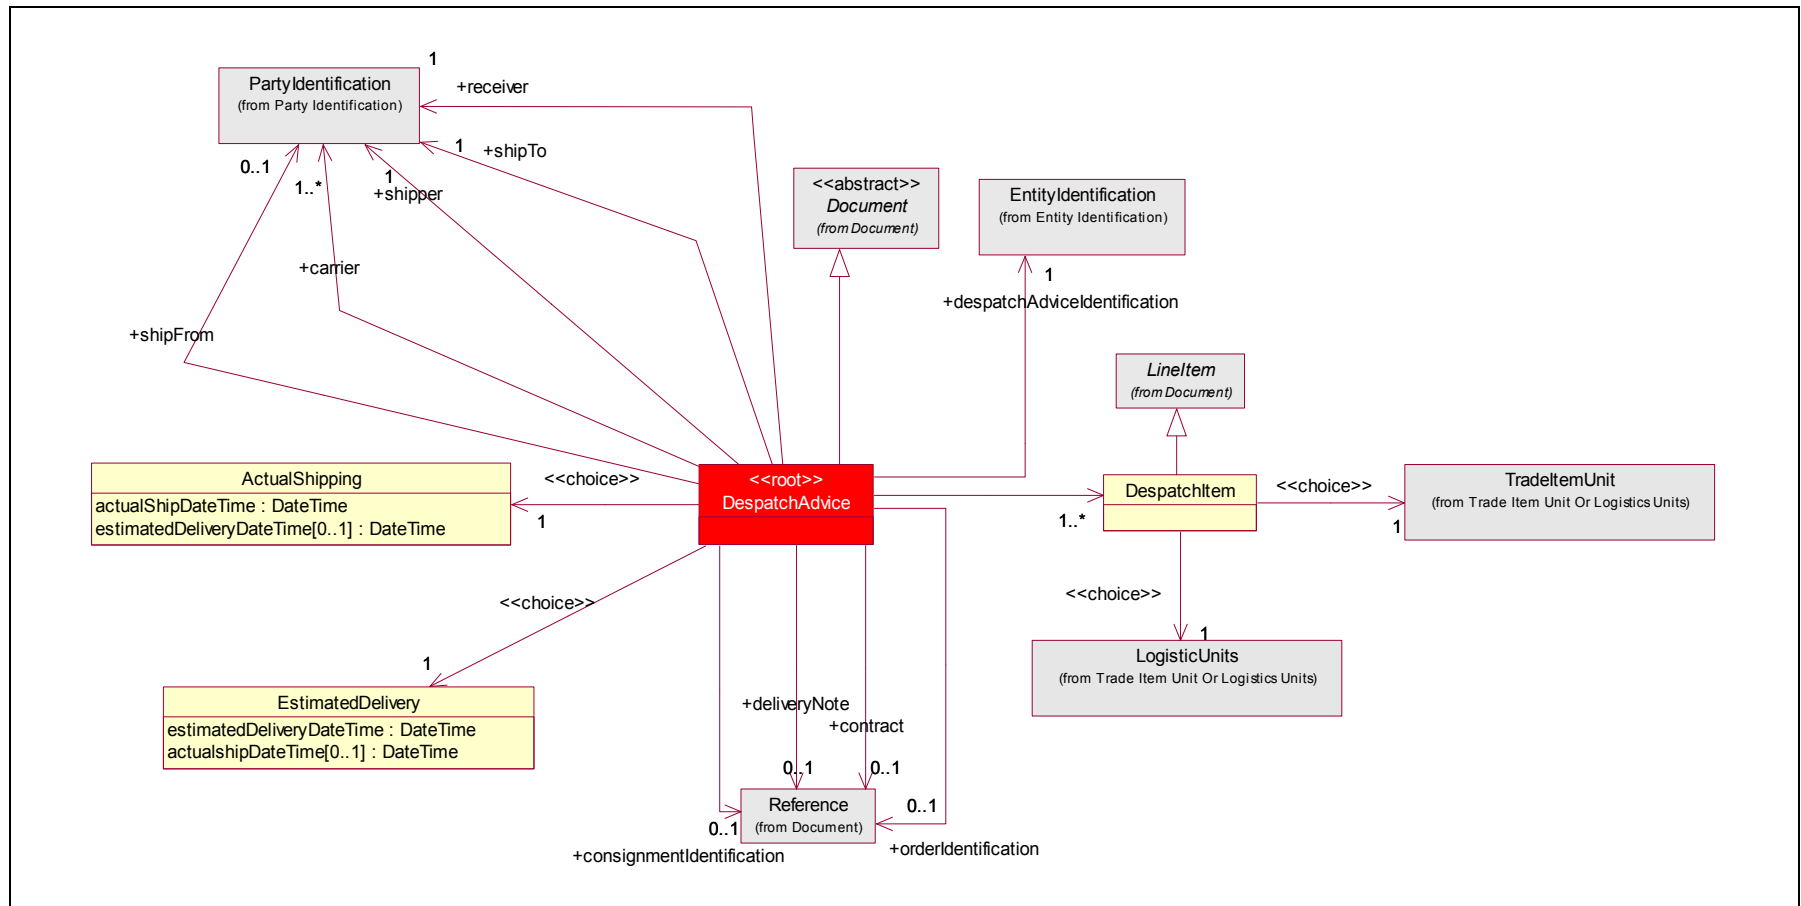 1
PartyIdentification
(from Party Identification)
+receiver
1
+shipTo
0..1
1..*
1
+shipper
<<abstract>>
Document
(from Document)
EntityIdentification
(from Entity Identification)
+carrier
1
+despatchAdviceIdentification
+shipFrom
LineItem
(from Document)
ActualShipping
actualShipDateTime : DateTime
estimatedDeliveryDateTime[0..1] : DateTime
<<choice>>
1
<<root>>
DespatchAdvice
1..*
DespatchItem
<<choice>>
1
TradeItemUnit
(from Trade Item Unit Or Logistics Units)
<<choice>>
1
<<choice>>
1
LogisticUnits
(from Trade Item Unit Or Logistics Units)
EstimatedDelivery
estimatedDeliveryDateTime : DateTime
actualshipDateTime[0..1] : DateTime
+deliveryNote
+contract
0..1
0..1
Reference
(from Document)
0..1
0..1
+consignmentIdentification
+orderIdentification